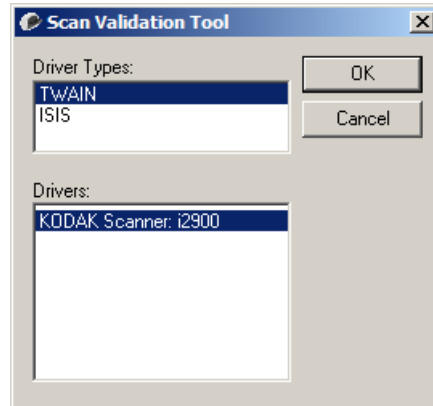 Scan Validation Tool
Driver Types:
TWAIN
ISIS
OK
Cancel
Drivers:
KODAK Scanner: i2900